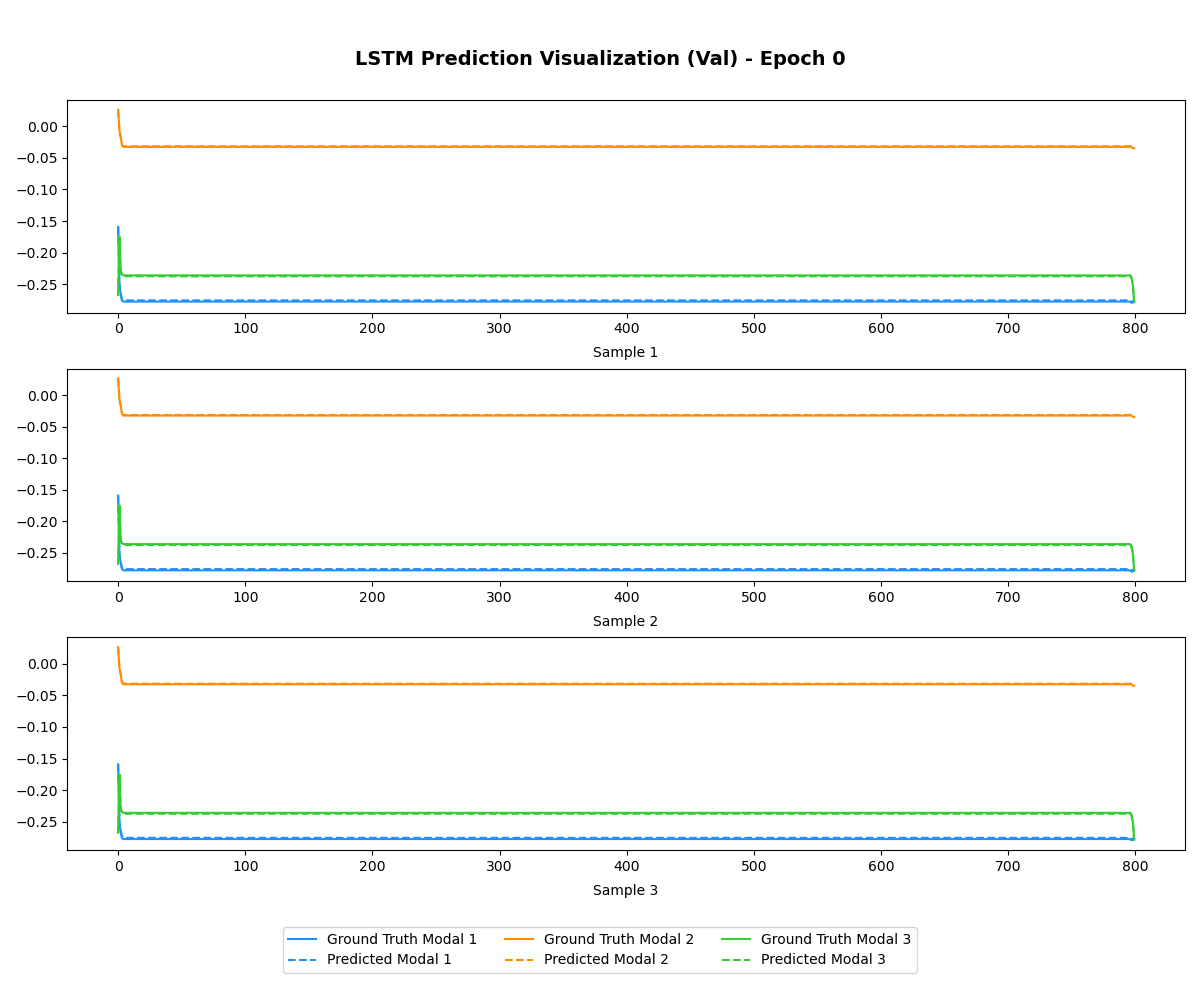 LSTM Prediction Visualization (Val) - Epoch 0
0.00
−0.05
−0.10
−0.15
−0.20
−0.25
0 100 200 300 400 500 600 700 800
Sample 1
0.00
−0.05
−0.10
−0.15
−0.20
−0.25
0 100 200 300 400 500 600 700 800
Sample 2
0.00
−0.05
−0.10
−0.15
−0.20
−0.25
0 100 200 300 400 500 600 700 800
Sample 3
Ground Truth Modal 1 Ground Truth Modal 2 Ground Truth Modal 3
Predicted Modal 1 Predicted Modal 2 Predicted Modal 3